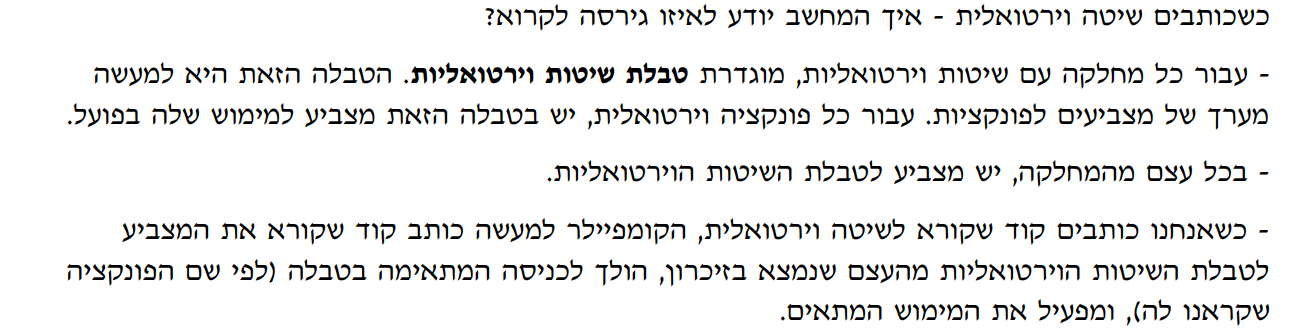 כשכותבים שיטה וירטואלית - איך המחשב יודע לאיזו גירסה לקרוא?
- עבור כל מחלקה עם שיטות וירטואליות, מוגדרת טבלת שיטות וירטואליות. הטבלה הזאת היא למעשה
מערך של מצביעים לפונקציות. עבור כל פונקציה וירטואלית, יש בטבלה הזאת מצביע למימוש שלה בפועל.
- בכל עצם מהמחלקה, יש מצביע לטבלת השיטות הוירטואליות.
- כשאנחנו כותבים קוד שקורא לשיטה וירטואלית, הקומפיילר למעשה כותב קוד שקורא את המצביע
לטבלת השיטות הוירטואליות מהעצם שנמצא בזיכרון, הולך לכניסה המתאימה בטבלה (לפי שם הפונקציה
שקראנו לה), ומפעיל את המימוש המתאים.